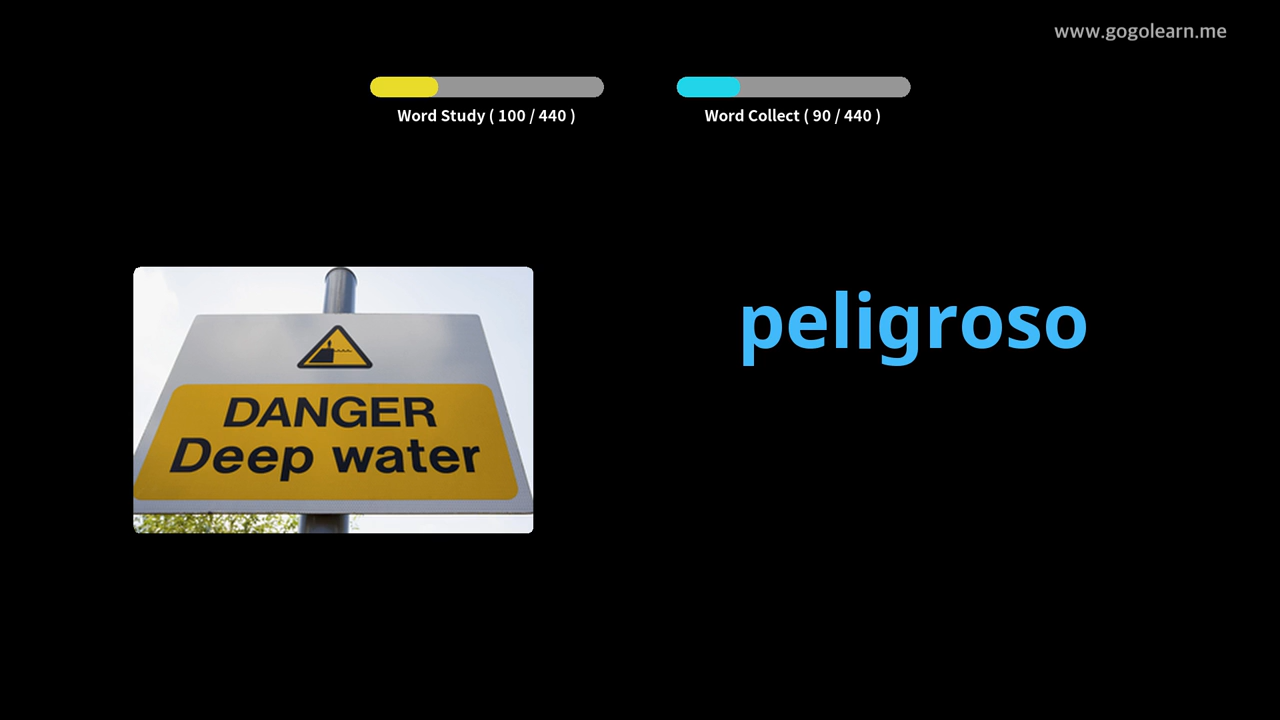 www.gogolearn.me
Word Study ( 100 / 440 )
Word Collect ( 90 / 440 )
DANGER
Deep water
peligroso